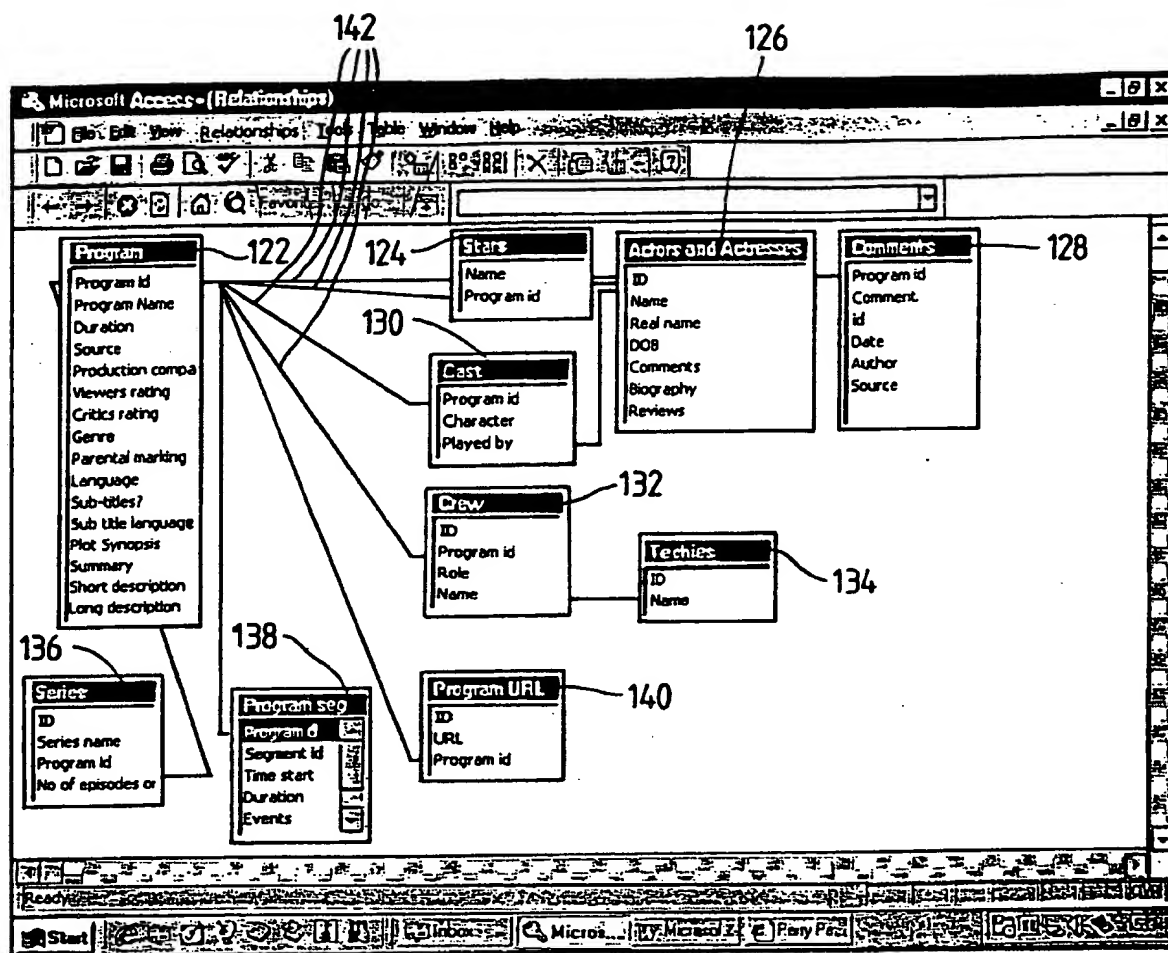 142
126
Microsoft Access - (Relationships)
File Edit View Relationships Tools Table Window Help
Favorites Go
Program
Program Id
Program Name
Duration
Source
Production compa
Viewers rating
Critics rating
Genre
Parental marking
Language
Sub-titles?
Sub title language
Plot Synopsis
Summary
Short description
Long description
122
124
Stars
Name
Program id
Actors and Actresses
ID
Name
Real name
DOB
Comments
Biography
Reviews
Comments
Program id
Comment.
id
Date
Author
Source
128
130
Cast
Program id
Character
Played by
Crew
ID
Program id
Role
Name
132
Techies
ID
Name
134
136
Series
ID
Series name
Program Id
No of episodes or
138
Program seg
Program d
Segment id
Time start
Duration
Events
Program URL
ID
URL
Program id
140
Ready
Start
Inbox
Micros...